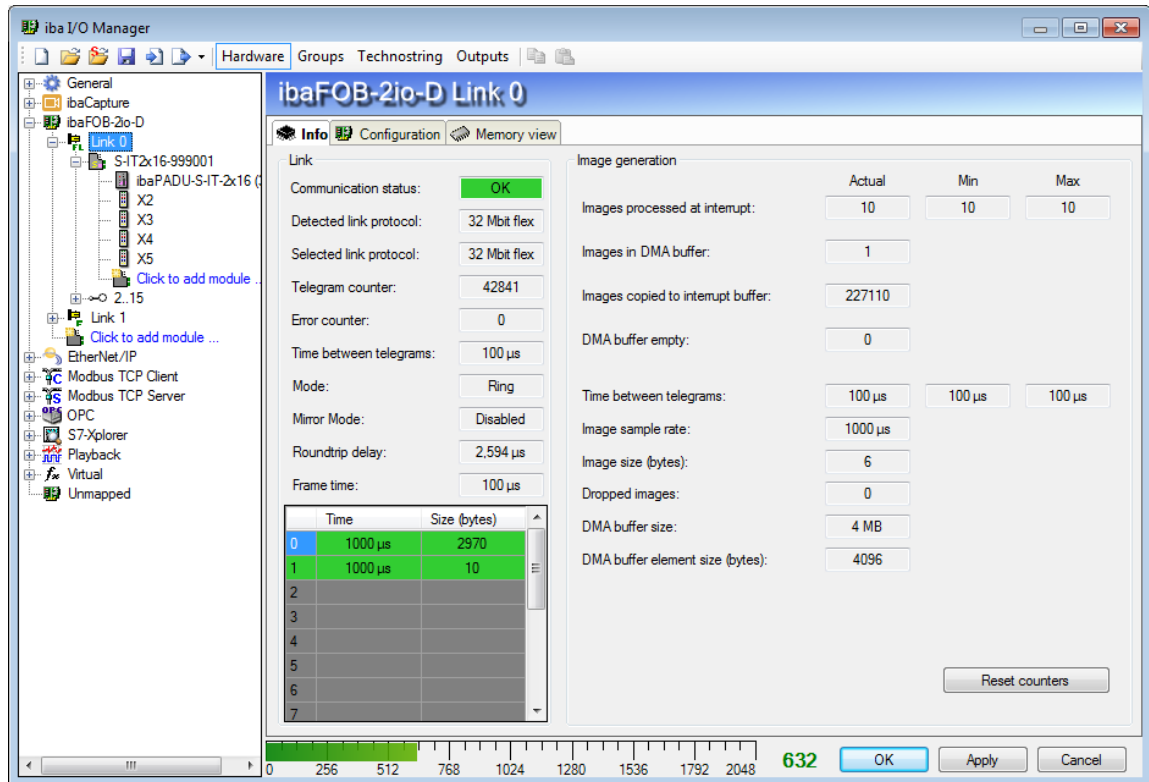 iba I/O Manager
Hardware Groups Technostring Outputs
General
ibaCapture
ibaFOB-2io-D
Link 0
S-IT2x16-999001
ibaPADU-S-IT-2x16 (
X2
X3
X4
X5
Click to add module ..
2..15
Link 1
Click to add module ...
EtherNet/IP
Modbus TCP Client
Modbus TCP Server
OPC
S7-Xplorer
Playback
Virtual
Unmapped
ibaFOB-2io-D Link 0
Info Configuration Memory view
Link
Communication status: OK
Detected link protocol: 32 Mbit flex
Selected link protocol: 32 Mbit flex
Telegram counter: 42841
Error counter: 0
Time between telegrams: 100 µs
Mode: Ring
Mirror Mode: Disabled
Roundtrip delay: 2,594 µs
Frame time: 100 µs
Time Size (bytes)
0 1000 µs 2970
1 1000 µs 10
2
3
4
5
6
7
Image generation
Actual Min Max
Images processed at interrupt: 10 10 10
Images in DMA buffer: 1
Images copied to interrupt buffer: 227110
DMA buffer empty: 0
Time between telegrams: 100 µs 100 µs 100 µs
Image sample rate: 1000 µs
Image size (bytes): 6
Dropped images: 0
DMA buffer size: 4 MB
DMA buffer element size (bytes): 4096
Reset counters
0 256 512 768 1024 1280 1536 1792 2048
632
OK Apply Cancel